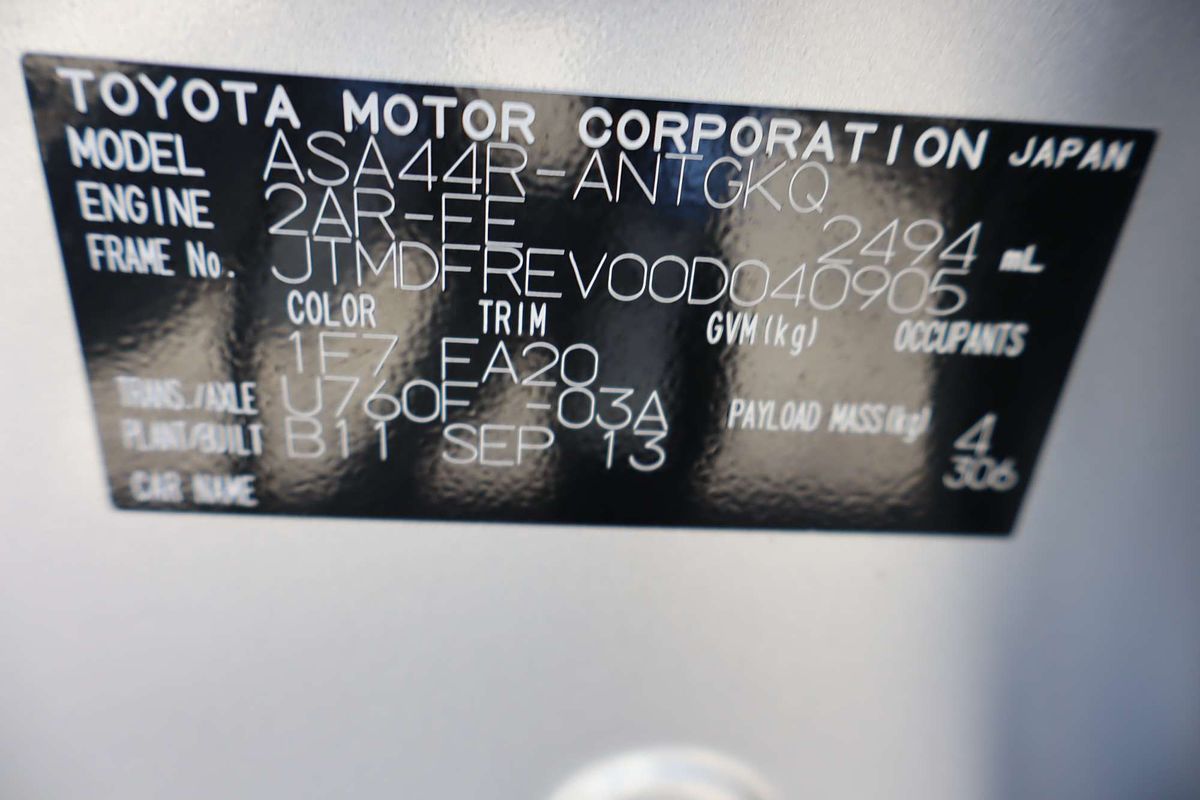 TOYOTA MOTOR CORPORATION JAPAN
MODEL ASA44R-ANTGKQ
ENGINE 2AR-FE 2494 mL
FRAME No. JTMDFREV00D040905
COLOR TRIM GVM(kg) OCCUPANTS
1F7 FA20
TRANS./AXLE U760F -03A PAYLOAD MASS(kg) 4
PLANT/BUILT B11 SEP 13 306
CAR NAME